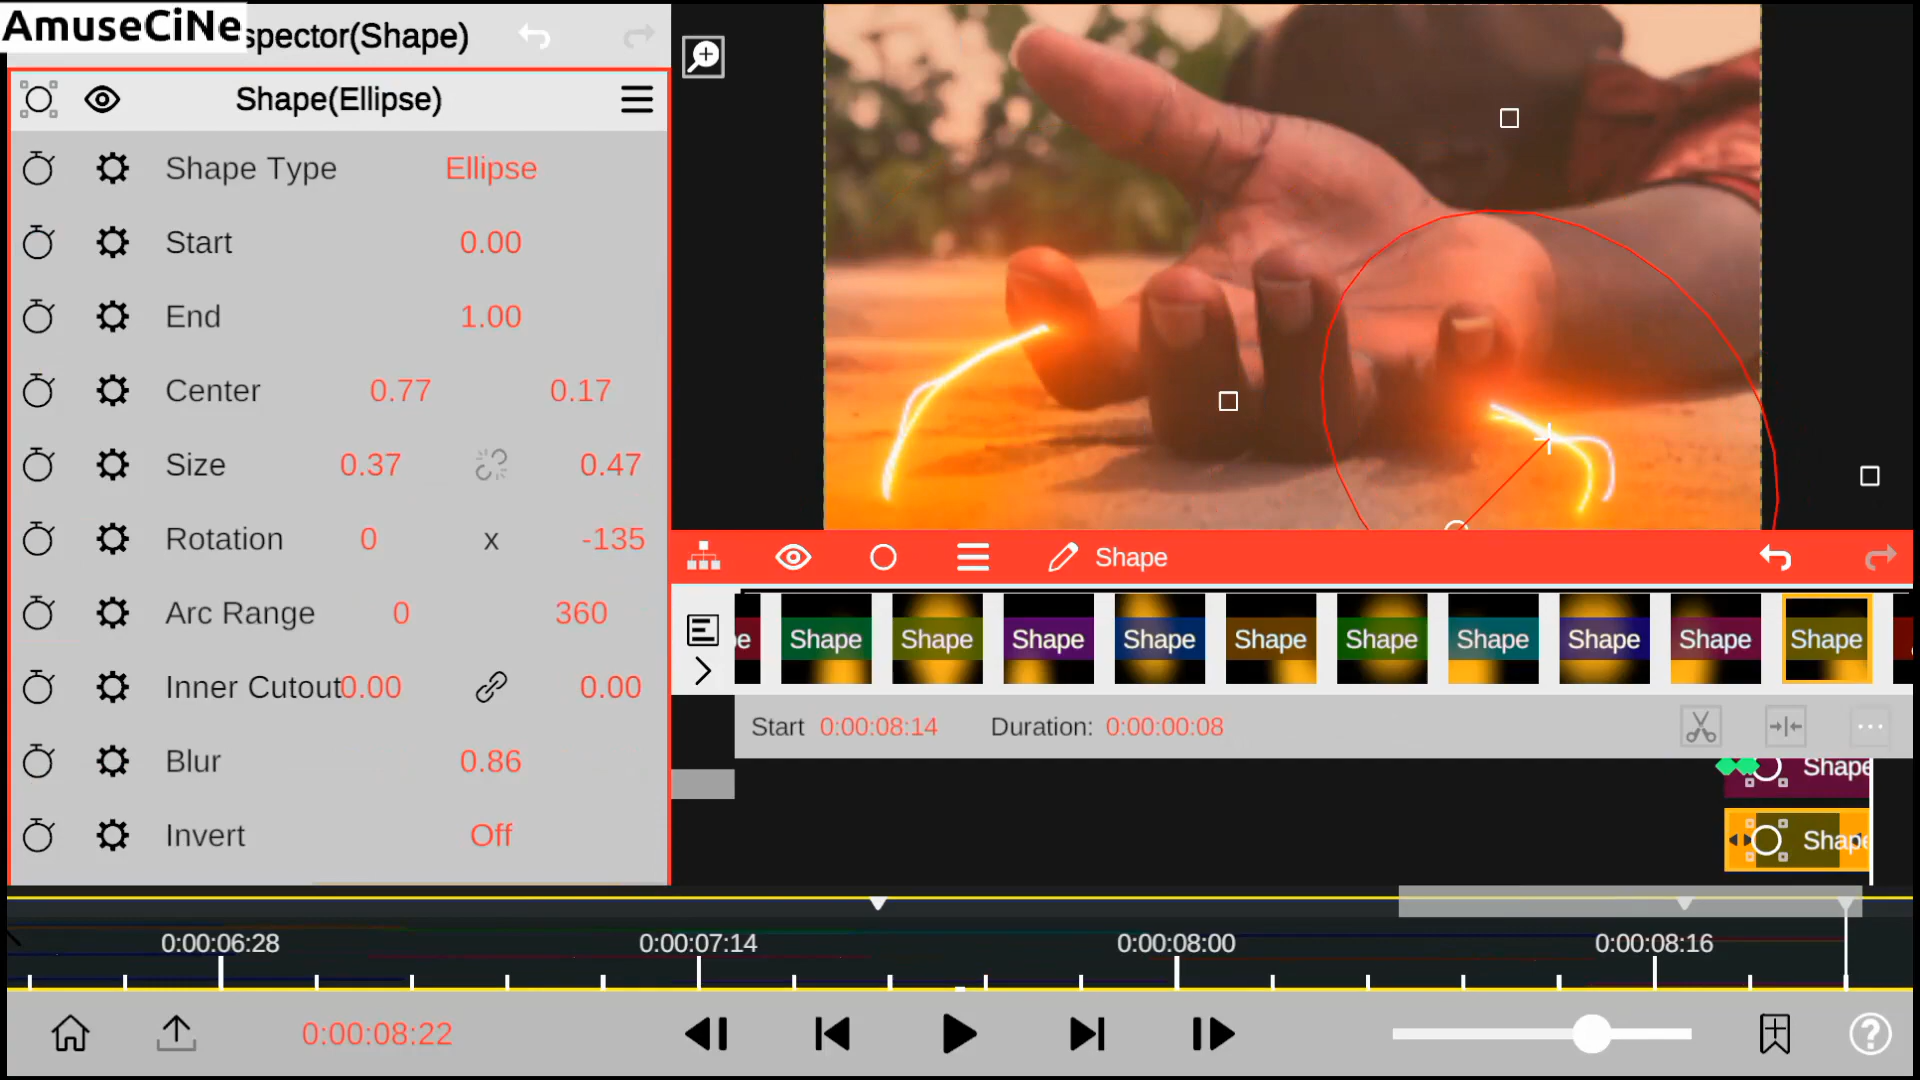 AmuseCiNe
spector(Shape)
Shape(Ellipse)
Shape Type Ellipse
Start 0.00
End 1.00
Center 0.77 0.17
Size 0.37 0.47
Rotation 0 x -135
Arc Range 0 360
Inner Cutout 0.00 0.00
Blur 0.86
Invert Off
Shape
Shape Shape Shape Shape Shape Shape Shape Shape Shape Shape
Start 0:00:08:14 Duration: 0:00:00:08
Shape
Shape
0:00:06:28 0:00:07:14 0:00:08:00 0:00:08:16
0:00:08:22